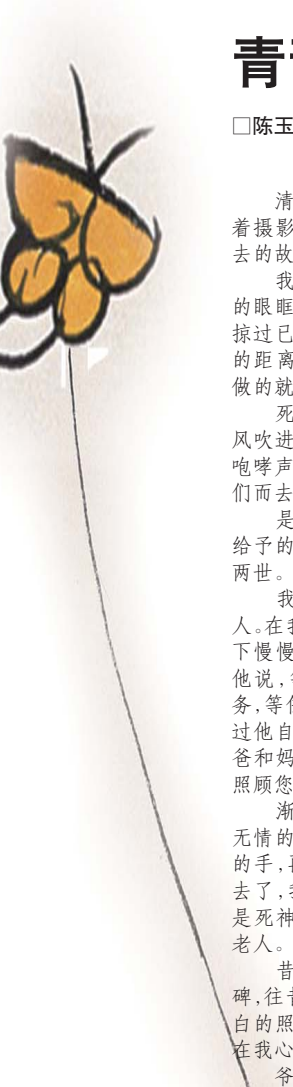 青
□陈玉
清
着摄影
去的故
我
的眼眶
掠过已
的距离
做的就
死
风吹进
咆哮声
们而去
是
给予的
两世。
我
人。在我
下慢慢
他说，
务，等
过他自
爸和妈
照顾您
渐
无情的
的手，再
去了，
是死神
老人。
昔
碑，往昔
白的照
在我心
爷